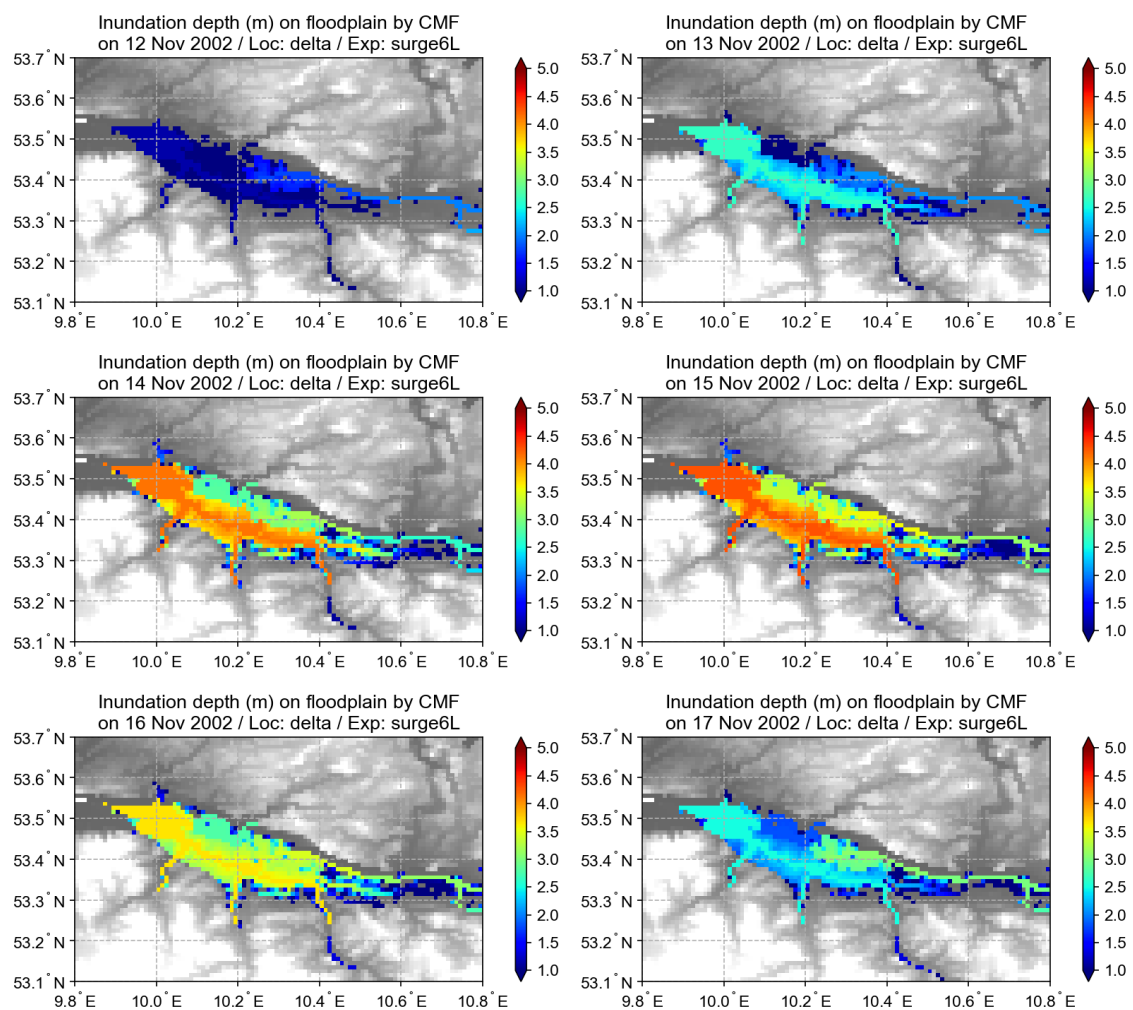 Inundation depth (m) on floodplain by CMF
on 12 Nov 2002 / Loc: delta / Exp: surge6L
53.7° N
53.6° N
53.5° N
53.4° N
53.3° N
53.2° N
53.1° N
9.8° E 10.0° E 10.2° E 10.4° E 10.6° E 10.8° E
5.0
4.5
4.0
3.5
3.0
2.5
2.0
1.5
1.0
Inundation depth (m) on floodplain by CMF
on 13 Nov 2002 / Loc: delta / Exp: surge6L
53.7° N
53.6° N
53.5° N
53.4° N
53.3° N
53.2° N
53.1° N
9.8° E 10.0° E 10.2° E 10.4° E 10.6° E 10.8° E
5.0
4.5
4.0
3.5
3.0
2.5
2.0
1.5
1.0
Inundation depth (m) on floodplain by CMF
on 14 Nov 2002 / Loc: delta / Exp: surge6L
53.7° N
53.6° N
53.5° N
53.4° N
53.3° N
53.2° N
53.1° N
9.8° E 10.0° E 10.2° E 10.4° E 10.6° E 10.8° E
5.0
4.5
4.0
3.5
3.0
2.5
2.0
1.5
1.0
Inundation depth (m) on floodplain by CMF
on 15 Nov 2002 / Loc: delta / Exp: surge6L
53.7° N
53.6° N
53.5° N
53.4° N
53.3° N
53.2° N
53.1° N
9.8° E 10.0° E 10.2° E 10.4° E 10.6° E 10.8° E
5.0
4.5
4.0
3.5
3.0
2.5
2.0
1.5
1.0
Inundation depth (m) on floodplain by CMF
on 16 Nov 2002 / Loc: delta / Exp: surge6L
53.7° N
53.6° N
53.5° N
53.4° N
53.3° N
53.2° N
53.1° N
9.8° E 10.0° E 10.2° E 10.4° E 10.6° E 10.8° E
5.0
4.5
4.0
3.5
3.0
2.5
2.0
1.5
1.0
Inundation depth (m) on floodplain by CMF
on 17 Nov 2002 / Loc: delta / Exp: surge6L
53.7° N
53.6° N
53.5° N
53.4° N
53.3° N
53.2° N
53.1° N
9.8° E 10.0° E 10.2° E 10.4° E 10.6° E 10.8° E
5.0
4.5
4.0
3.5
3.0
2.5
2.0
1.5
1.0